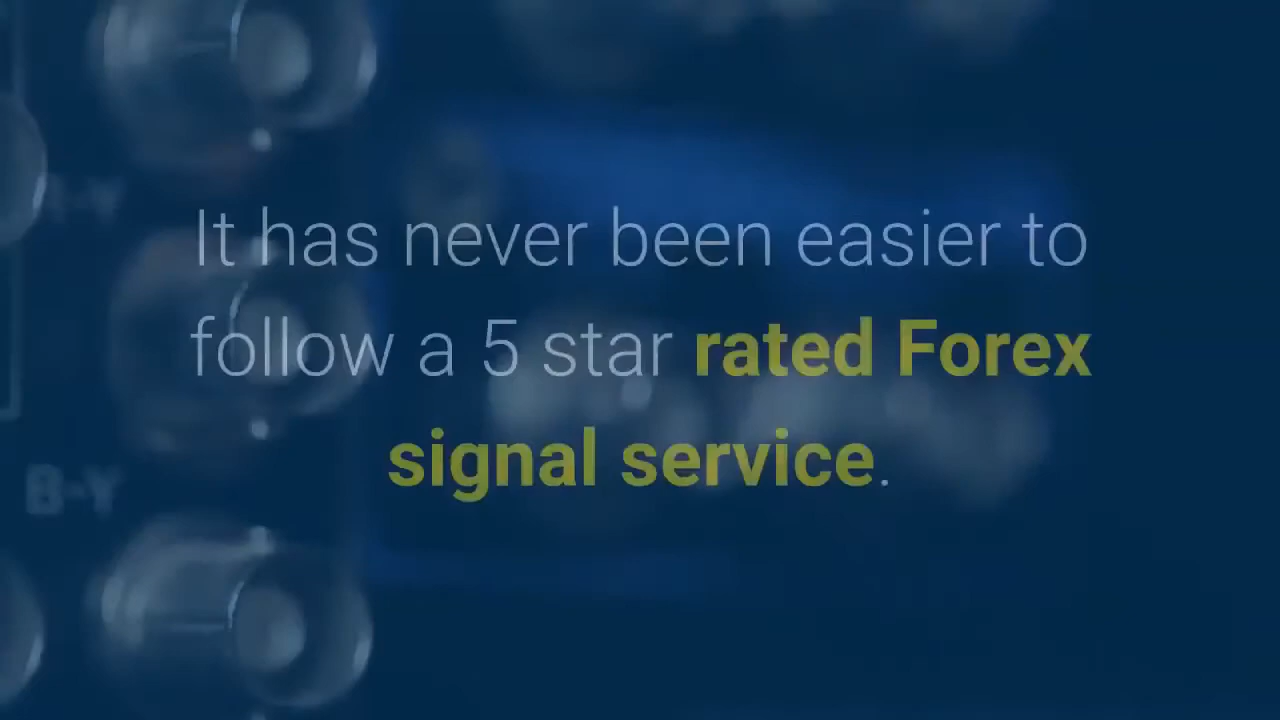 It has never been easier to
follow a 5 star rated Forex
signal service.
B-Y